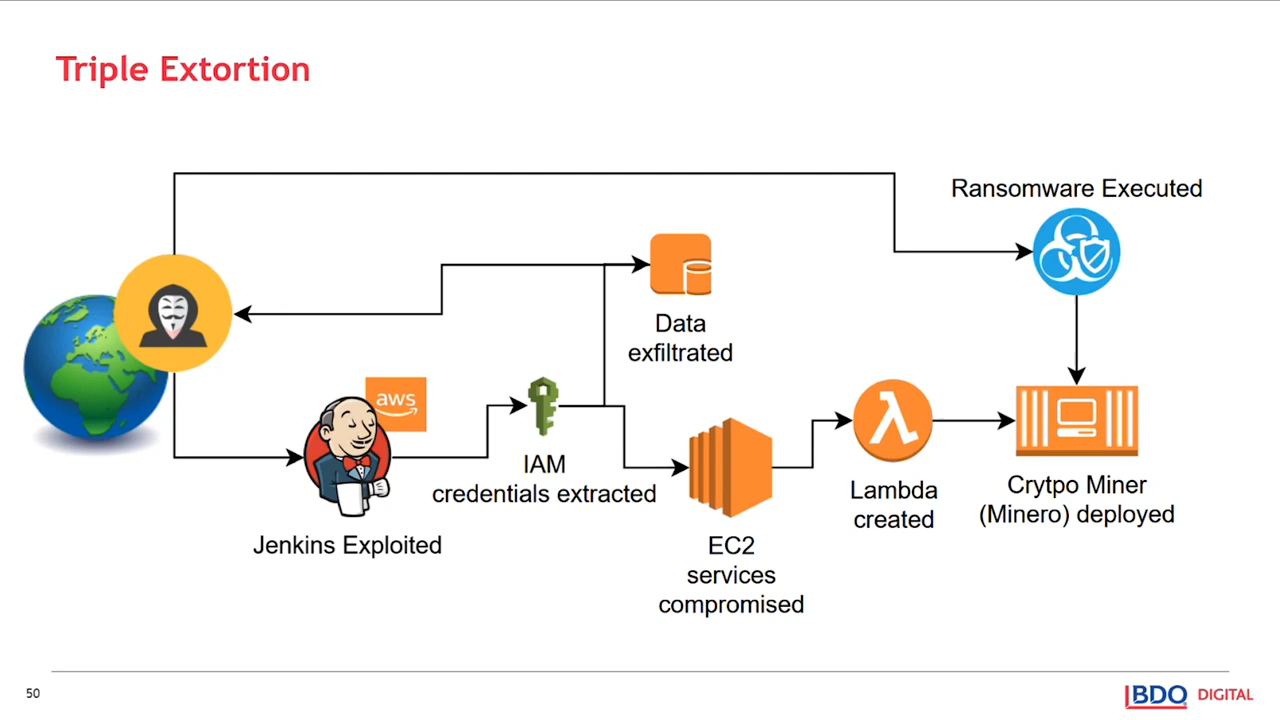 Triple Extortion
Ransomware Executed
Data
exfiltrated
aws
IAM
credentials extracted
Jenkins Exploited
EC2
services
compromised
Lambda
created
Crytpo Miner
(Minero) deployed
50
BDO DIGITAL